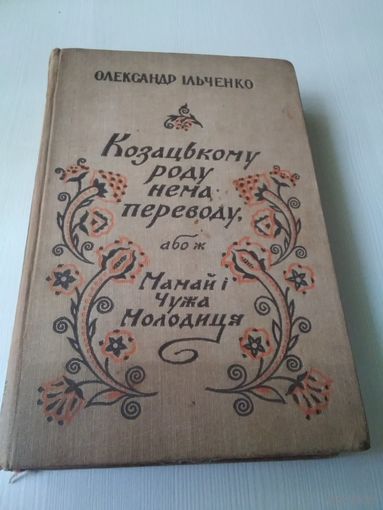 ОЛЕКСАНДР ІЛЬЧЕНКО
Козацькому
роду
нема
переводу,
або ж
Мамай і
Чужа
Молодиця